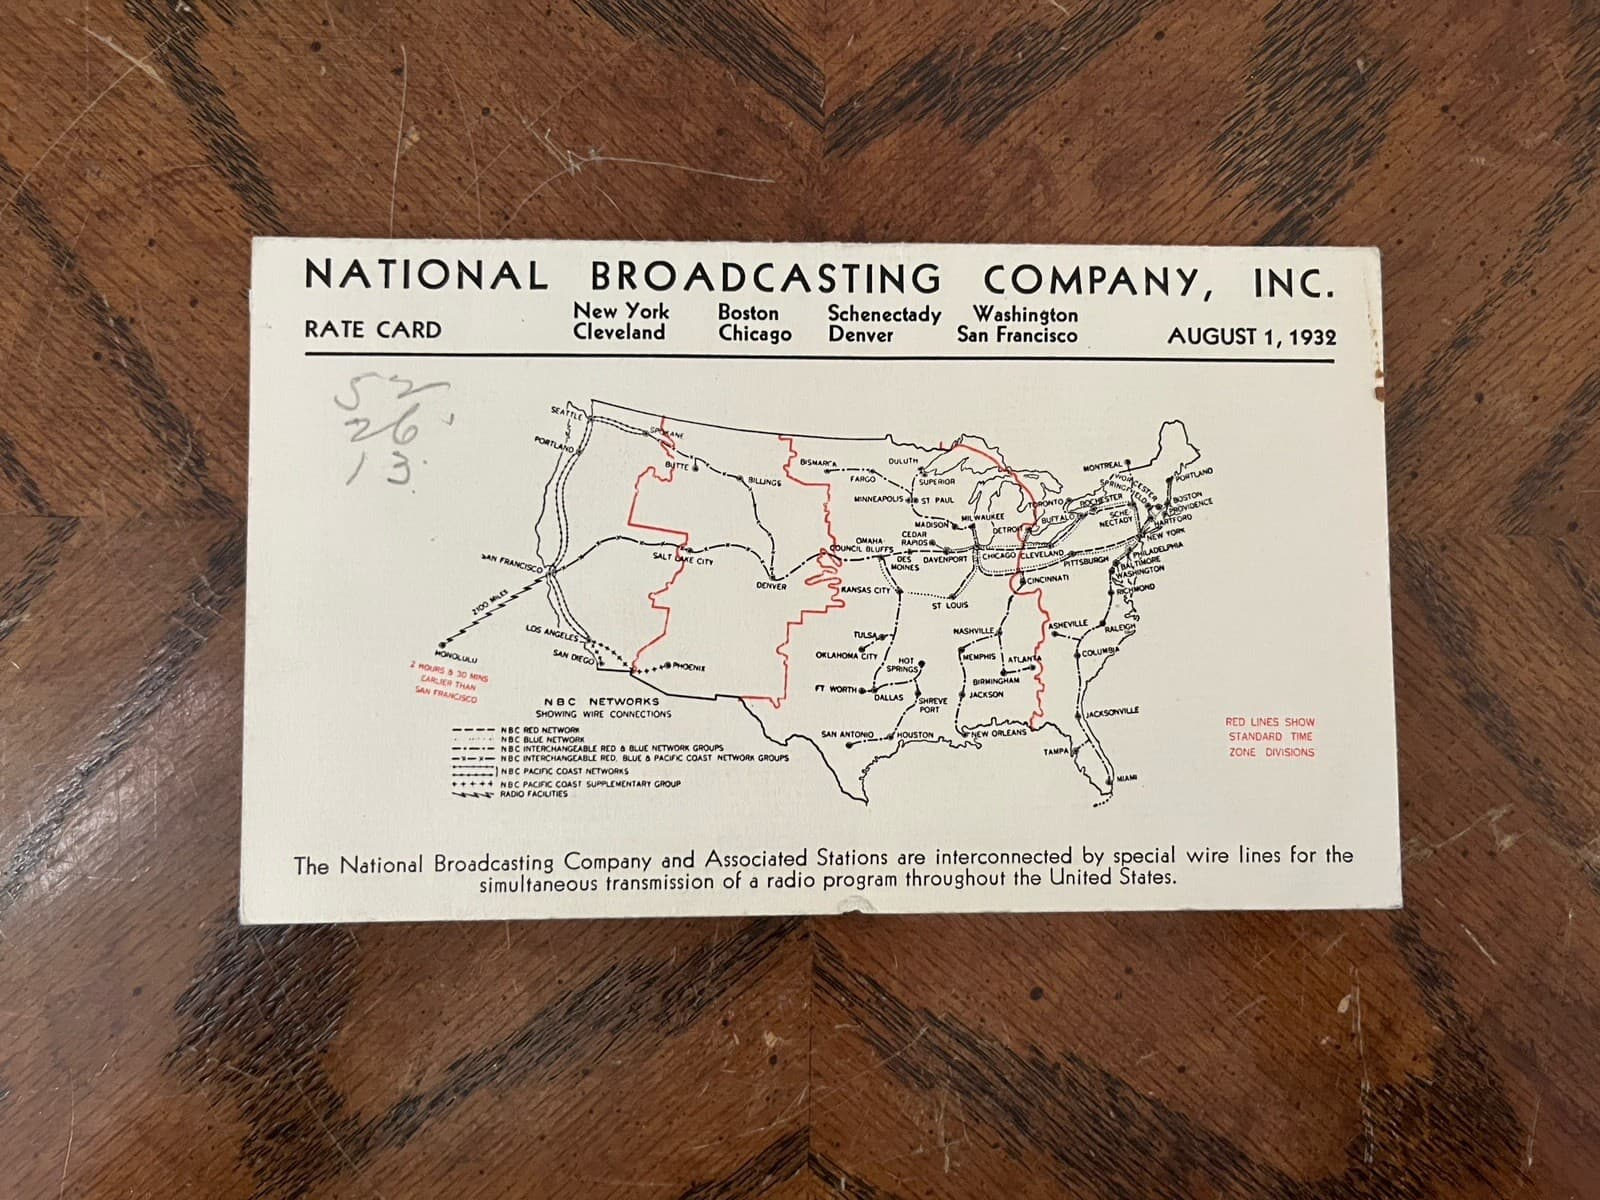 NATIONAL BROADCASTING COMPANY, INC.
New York Boston Schenectady Washington
RATE CARD Cleveland Chicago Denver San Francisco AUGUST 1, 1932
52
26
13
SEATTLE
SPOKANE
PORTLAND
BUTTE
BILLINGS
BISMARCK
FARGO
DULUTH
SUPERIOR
MINNEAPOLIS ST. PAUL
MADISON
MILWAUKEE
DETROIT
TORONTO
MONTREAL
PORTLAND
WORCESTER
SPRINGFIELD
BOSTON
PROVIDENCE
HARTFORD
ROCHESTER
BUFFALO
SCHE
NECTADY
NEW YORK
PHILADELPHIA
BALTIMORE
WASHINGTON
RICHMOND
CEDAR
RAPIDS
OMAHA
COUNCIL BLUFFS
DES
MOINES
DAVENPORT
CHICAGO
CLEVELAND
PITTSBURGH
CINCINNATI
SAN FRANCISCO
SALT LAKE CITY
DENVER
KANSAS CITY
ST LOUIS
2100 MILES
HONOLULU
2 HOURS & 30 MINS
EARLIER THAN
SAN FRANCISCO
LOS ANGELES
SAN DIEGO
PHOENIX
TULSA
OKLAHOMA CITY
HOT
SPRINGS
NASHVILLE
MEMPHIS
ATLANTA
BIRMINGHAM
JACKSON
ASHEVILLE
RALEIGH
COLUMBIA
FT WORTH
DALLAS
SHREVE
PORT
SAN ANTONIO
HOUSTON
NEW ORLEANS
JACKSONVILLE
TAMPA
MIAMI
NBC NETWORKS
SHOWING WIRE CONNECTIONS
NBC RED NETWORK
NBC BLUE NETWORK
NBC INTERCHANGEABLE RED & BLUE NETWORK GROUPS
NBC INTERCHANGEABLE RED, BLUE & PACIFIC COAST NETWORK GROUPS
NBC PACIFIC COAST NETWORKS
NBC PACIFIC COAST SUPPLEMENTARY GROUP
RADIO FACILITIES
RED LINES SHOW
STANDARD TIME
ZONE DIVISIONS
The National Broadcasting Company and Associated Stations are interconnected by special wire lines for the
simultaneous transmission of a radio program throughout the United States.